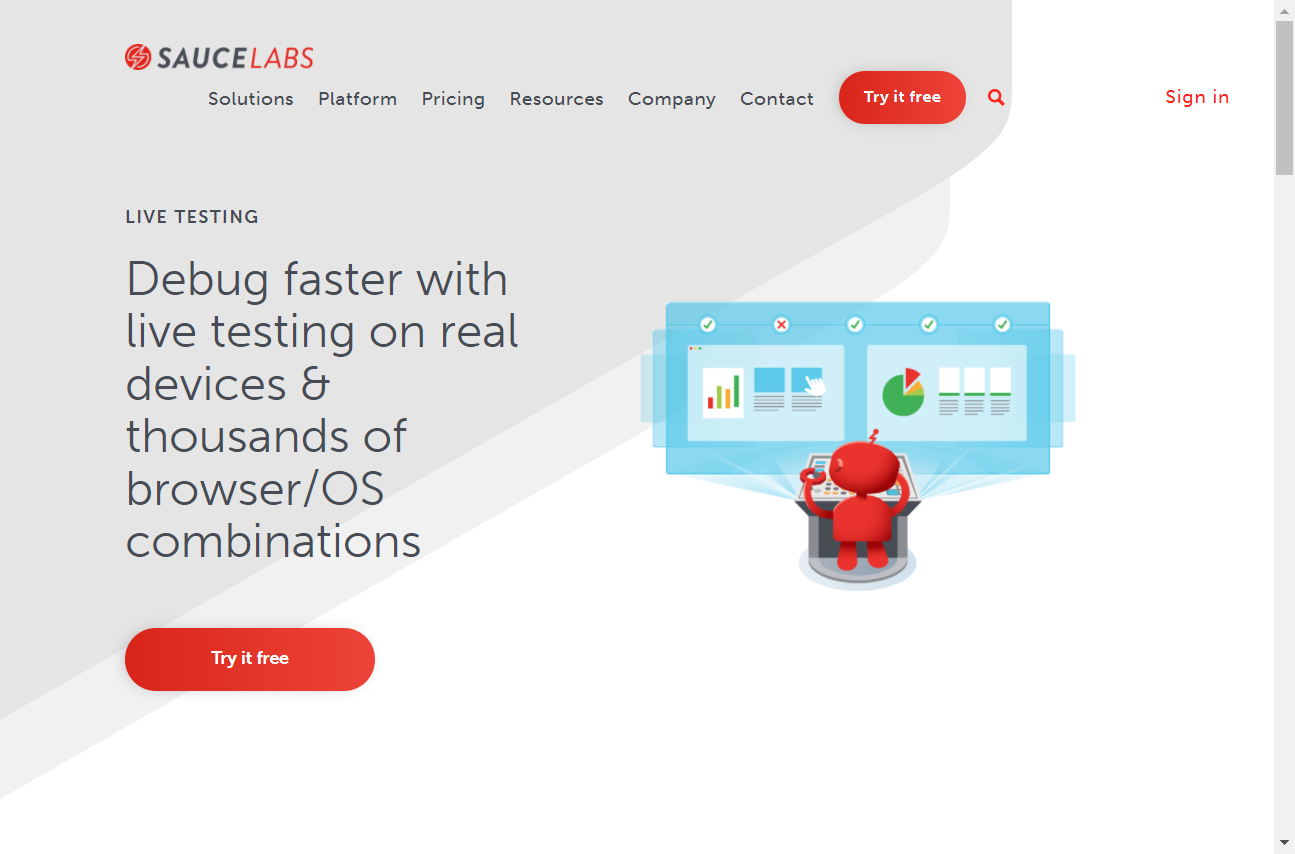 SAUCELABS
Solutions Platform Pricing Resources Company Contact Try it free Sign in
LIVE TESTING
Debug faster with
live testing on real
devices &
thousands of
browser/OS
combinations
Try it free